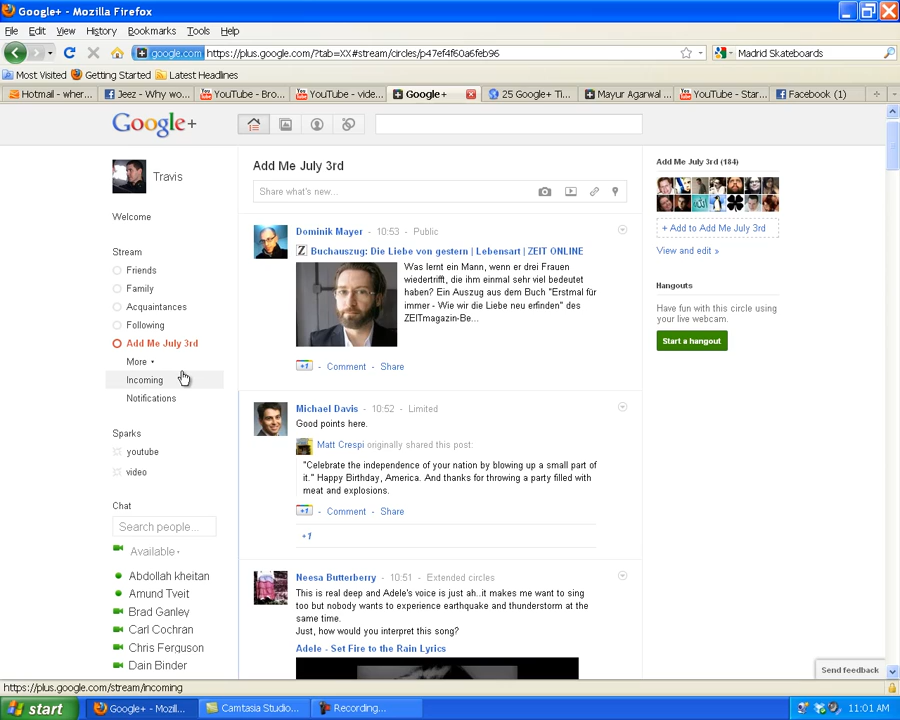 Google+ - Mozilla Firefox
File Edit View History Bookmarks Tools Help
google.com https://plus.google.com/?tab=XX#stream/circles/p47ef4f60a6feb96
Madrid Skateboards
Most Visited Getting Started Latest Headlines
Hotmail - wher... Jeez - Why wo... YouTube - Bro... YouTube - vide... Google+ 25 Google+ Ti... Mayur Agarwal ... YouTube - Star... Facebook (1)
Google+
Travis
Welcome
Stream
Friends
Family
Acquaintances
Following
Add Me July 3rd
More
Incoming
Notifications
Sparks
youtube
video
Chat
Search people...
Available
Abdollah kheitan
Amund Tveit
Brad Ganley
Carl Cochran
Chris Ferguson
Dain Binder
Add Me July 3rd
Share what's new...
Dominik Mayer - 10:53 - Public
Z Buchauszug: Die Liebe von gestern | Lebensart | ZEIT ONLINE
Was lernt ein Mann, wenn er drei Frauen
wiedertrifft, die ihm einmal sehr viel bedeutet
haben? Ein Auszug aus dem Buch "Erstmal für
immer - Wie wir die Liebe neu erfinden" des
ZEITmagazin-Be...
+1 - Comment - Share
Michael Davis - 10:52 - Limited
Good points here.
Matt Crespi originally shared this post:
"Celebrate the independence of your nation by blowing up a small part of
it." Happy Birthday, America. And thanks for throwing a party filled with
meat and explosions.
+1 - Comment - Share
+1
Neesa Butterberry - 10:51 - Extended circles
This is real deep and Adele's voice is just ah..it makes me want to sing
too but nobody wants to experience earthquake and thunderstorm at the
same time.
Just, how would you interpret this song?
Adele - Set Fire to the Rain Lyrics
Add Me July 3rd (184)
+ Add to Add Me July 3rd
View and edit »
Hangouts
Have fun with this circle using
your live webcam.
Start a hangout
Send feedback
https://plus.google.com/stream/incoming
start Google+ - Mozill... Camtasia Studio... Recording... 11:01 AM